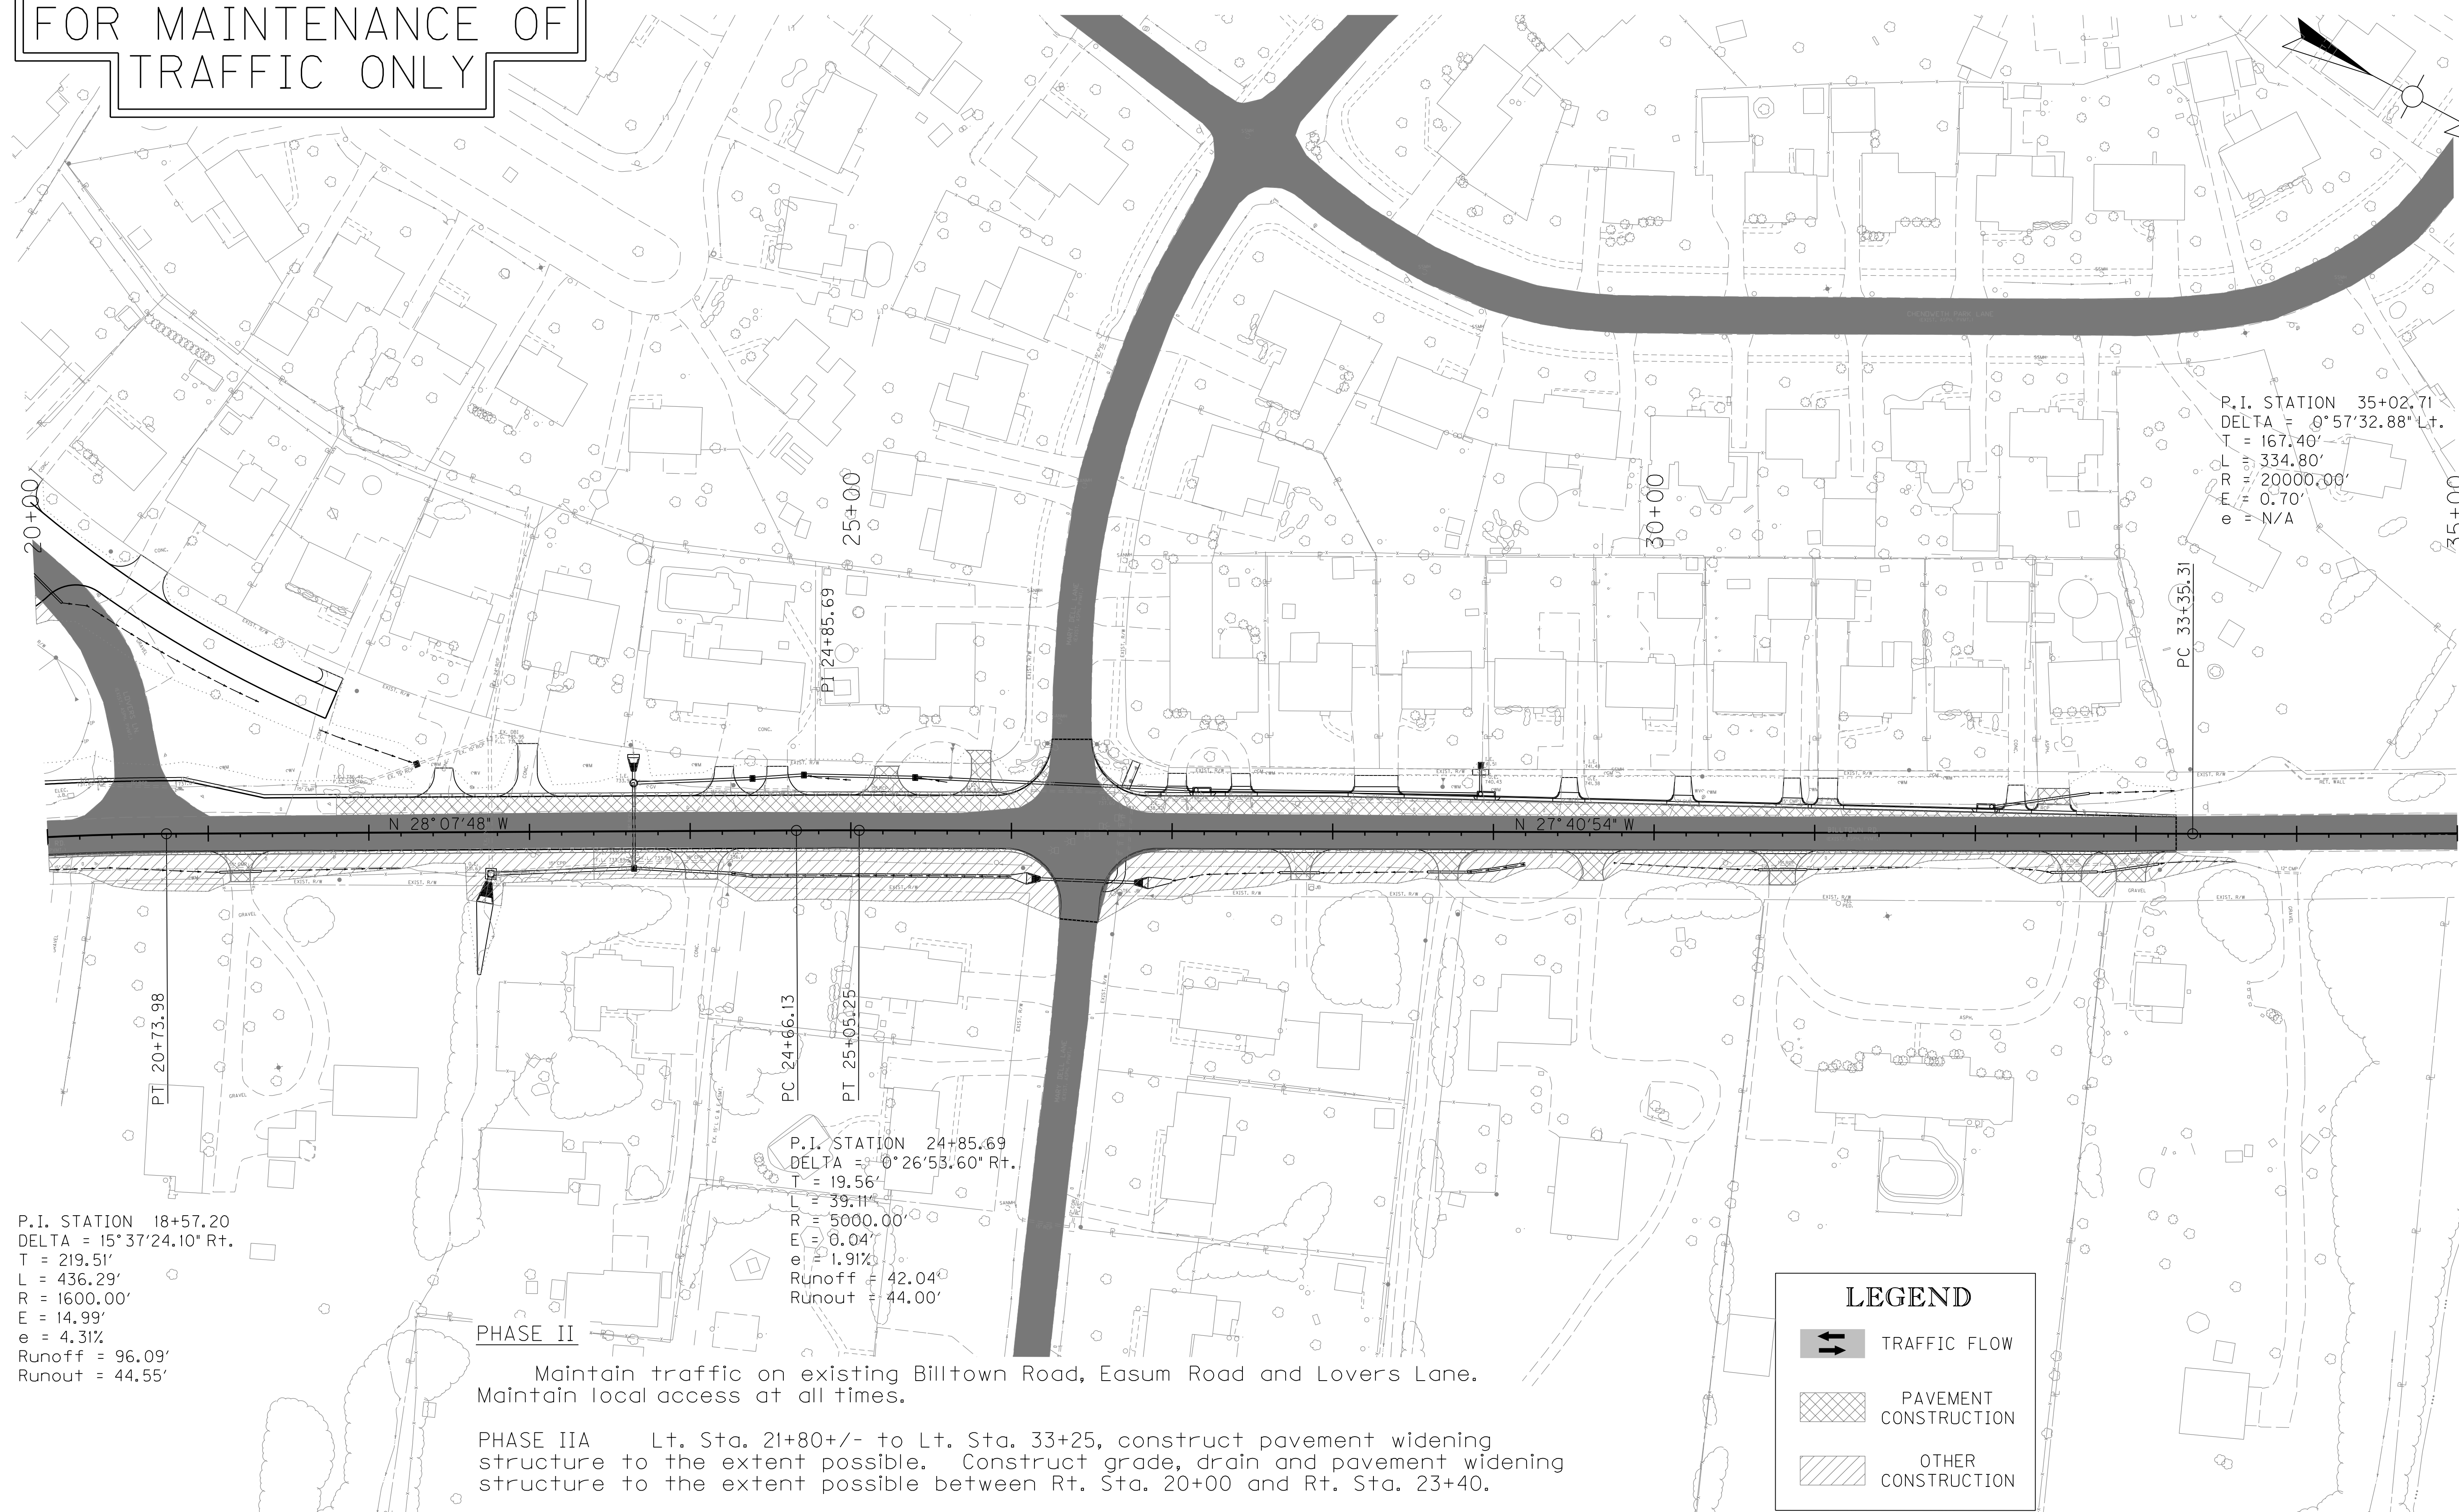 FOR MAINTENANCE OF
TRAFFIC ONLY
P.I. STATION 35+02.71
DELTA = 0°57'32.88" Lt.
T = 167.40'
L = 334.80'
R = 20000.00'
E = 0.70'
e = N/A
20+00
25+00
30+00
35+00
PI 24+85.69
PC 33+35.31
EXIST. R/W
CONC.
N 28°07'48" W
N 27°40'54" W
RET. WALL
GRAVEL
ASPH.
PT 20+73.98
PC 24+66.13
PT 25+05.25
P.I. STATION 24+85.69
DELTA = 0°26'53.60" Rt.
T = 19.56'
L = 39.11'
R = 5000.00'
E = 0.04'
e = 1.91%
Runoff = 42.04'
Runout = 44.00'
P.I. STATION 18+57.20
DELTA = 15°37'24.10" Rt.
T = 219.51'
L = 436.29'
R = 1600.00'
E = 14.99'
e = 4.31%
Runoff = 96.09'
Runout = 44.55'
PHASE II
Maintain traffic on existing Billtown Road, Easum Road and Lovers Lane.
Maintain local access at all times.
PHASE IIA Lt. Sta. 21+80+/- to Lt. Sta. 33+25, construct pavement widening
structure to the extent possible. Construct grade, drain and pavement widening
structure to the extent possible between Rt. Sta. 20+00 and Rt. Sta. 23+40.
LEGEND
TRAFFIC FLOW
PAVEMENT
CONSTRUCTION
OTHER
CONSTRUCTION